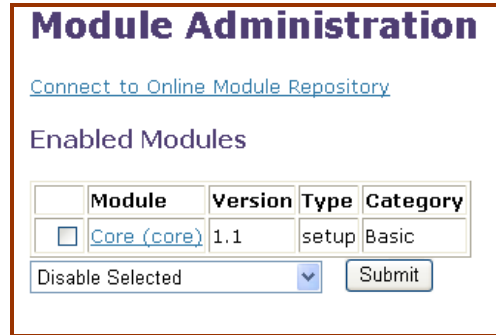 Module Administration
Connect to Online Module Repository
Enabled Modules
Module Version Type Category
Core (core) 1.1 setup Basic
Disable Selected Submit